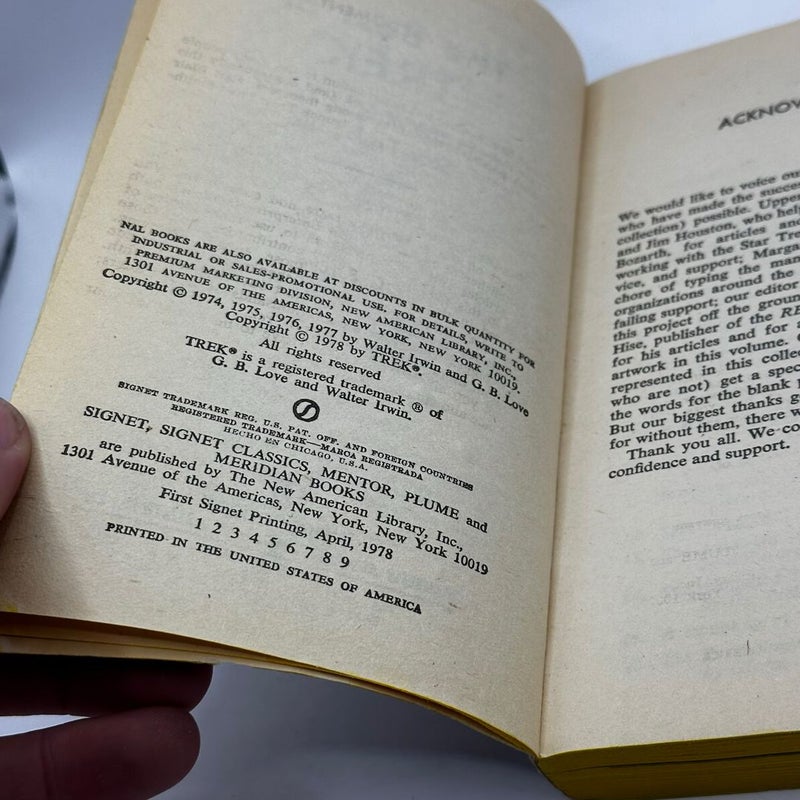 NAL BOOKS ARE ALSO AVAILABLE AT DISCOUNTS IN BULK QUANTITY FOR
INDUSTRIAL OR SALES-PROMOTIONAL USE. FOR DETAILS, WRITE TO
PREMIUM MARKETING DIVISION, NEW AMERICAN LIBRARY, INC.,
1301 AVENUE OF THE AMERICAS, NEW YORK, NEW YORK 10019.
Copyright © 1974, 1975, 1976, 1977 by Walter Irwin and G. B. Love
Copyright © 1978 by TREK®.
All rights reserved
TREK® is a registered trademark ® of
G. B. Love and Walter Irwin.
SIGNET TRADEMARK REG. U.S. PAT. OFF. AND FOREIGN COUNTRIES
REGISTERED TRADEMARK—MARCA REGISTRADA
HECHO EN CHICAGO, U.S.A.
SIGNET, SIGNET CLASSICS, MENTOR, PLUME and
MERIDIAN BOOKS
are published by The New American Library, Inc.,
1301 Avenue of the Americas, New York, New York 10019
First Signet Printing, April, 1978
1 2 3 4 5 6 7 8 9
PRINTED IN THE UNITED STATES OF AMERICA
ACKNOW
We would like to voice our
who have made the succe
collection) possible. Upper
and Jim Houston, who hel
Bozarth, for articles and
working with the Star Tre
vice, and support; Marga
chore of typing the man
organizations around the
failing support; our editor
this project off the groun
Hise, publisher of the RE
for his articles and for a
artwork in this volume.
represented in this collec
who are not) get a spec
the words for the blank p
But our biggest thanks g
for without them, there w
Thank you all. We co
confidence and support.